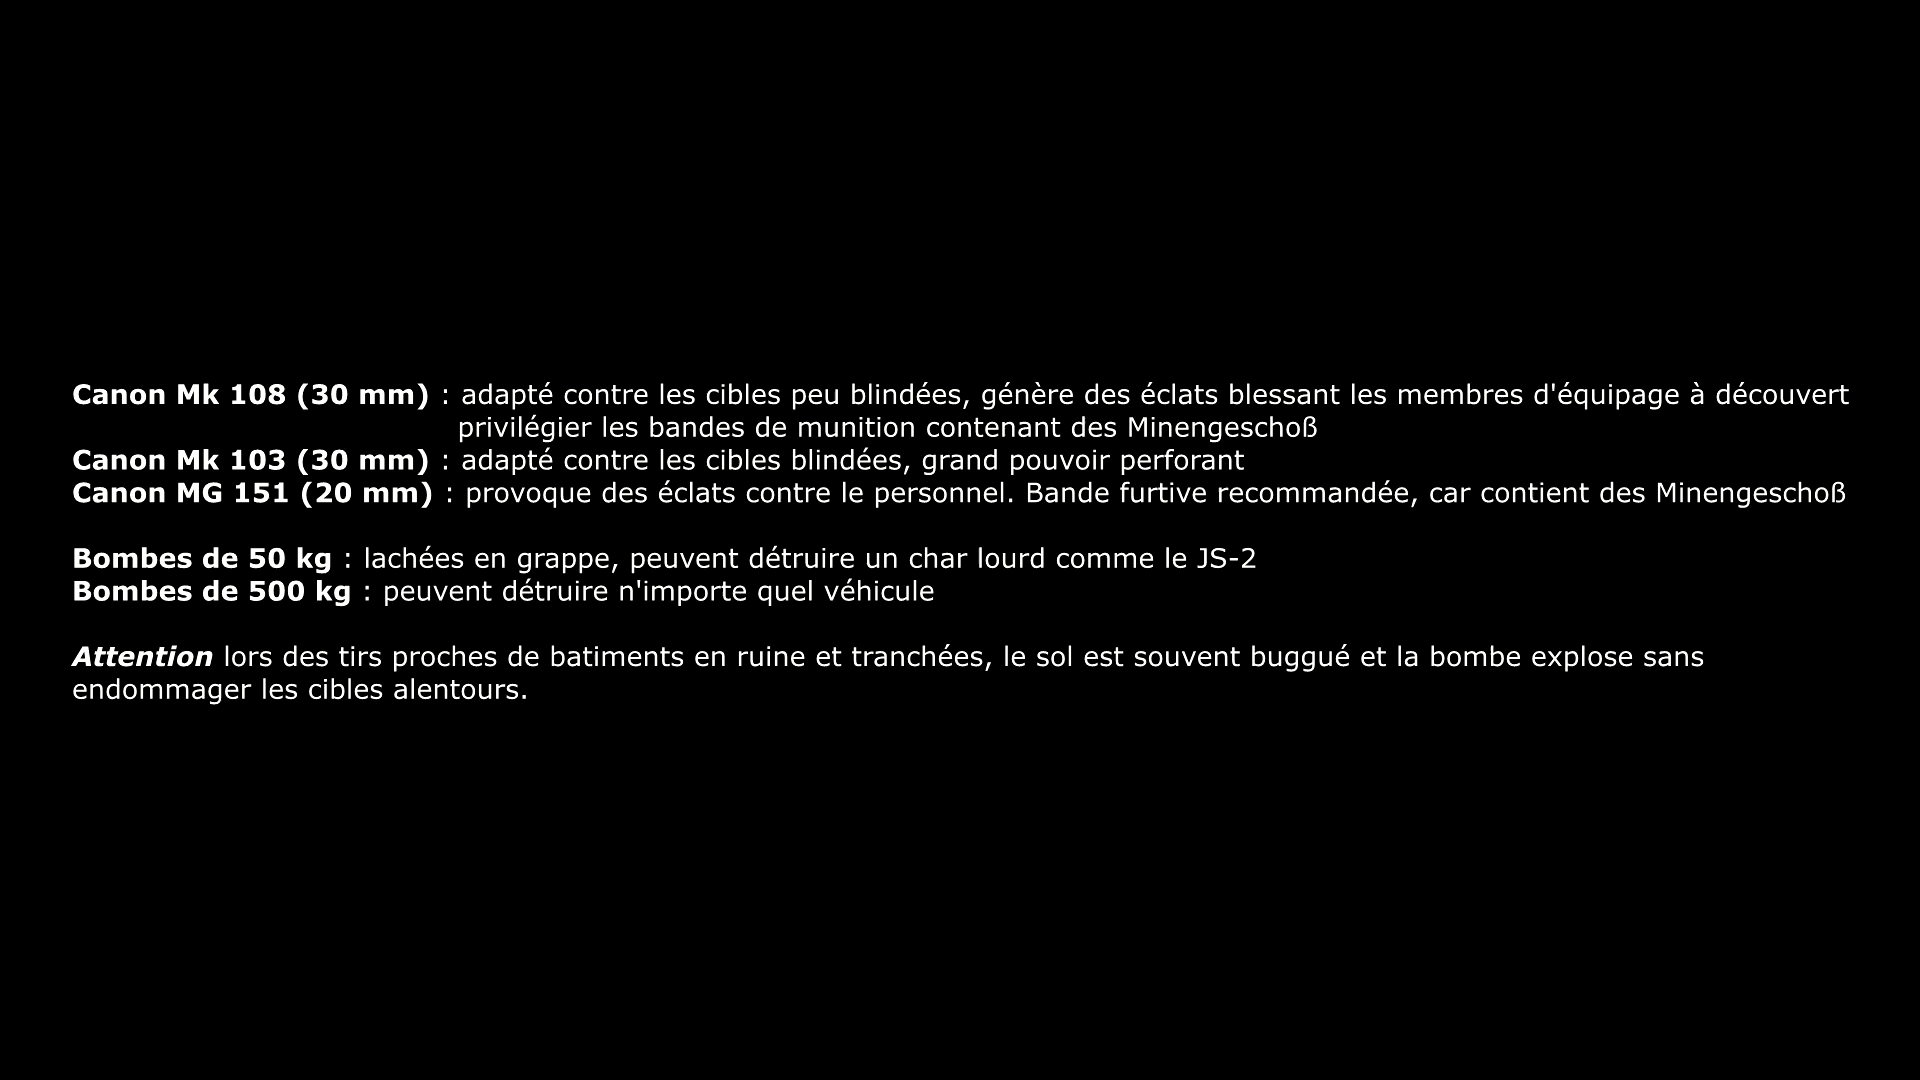 Canon Mk 108 (30 mm) : adapté contre les cibles peu blindées, génère des éclats blessant les membres d'équipage à découvert
privilégier les bandes de munition contenant des Minengeschoß
Canon Mk 103 (30 mm) : adapté contre les cibles blindées, grand pouvoir perforant
Canon MG 151 (20 mm) : provoque des éclats contre le personnel. Bande furtive recommandée, car contient des Minengeschoß
Bombes de 50 kg : lachées en grappe, peuvent détruire un char lourd comme le JS-2
Bombes de 500 kg : peuvent détruire n'importe quel véhicule
Attention lors des tirs proches de batiments en ruine et tranchées, le sol est souvent buggué et la bombe explose sans
endommager les cibles alentours.